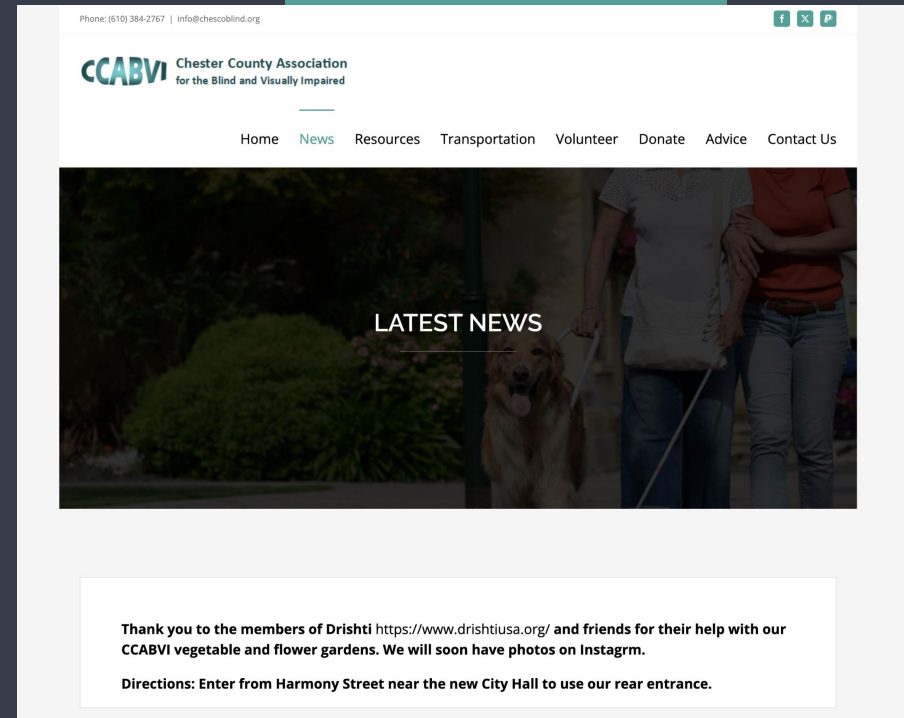 Phone: (610) 384-2767 | info@chescoblind.org
CCABVI
Chester County Association
for the Blind and Visually Impaired
Home News Resources Transportation Volunteer Donate Advice Contact Us
LATEST NEWS
Thank you to the members of Drishti https://www.drishtiusa.org/ and friends for their help with our
CCABVI vegetable and flower gardens. We will soon have photos on Instagrm.
Directions: Enter from Harmony Street near the new City Hall to use our rear entrance.